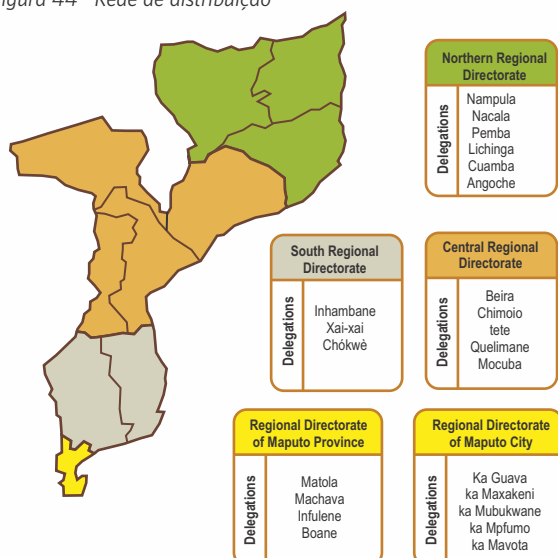 igura 44 Rede de distribuição
Northern Regional
Directorate
Delegations
Nampula
Nacala
Pemba
Lichinga
Cuamba
Angoche
South Regional
Directorate
Delegations
Inhambane
Xai-xai
Chókwè
Central Regional
Directorate
Delegations
Beira
Chimoio
tete
Quelimane
Mocuba
Regional Directorate
of Maputo Province
Delegations
Matola
Machava
Infulene
Boane
Regional Directorate
of Maputo City
Delegations
Ka Guava
ka Maxakeni
ka Mubukwane
ka Mpfumo
ka Mavota